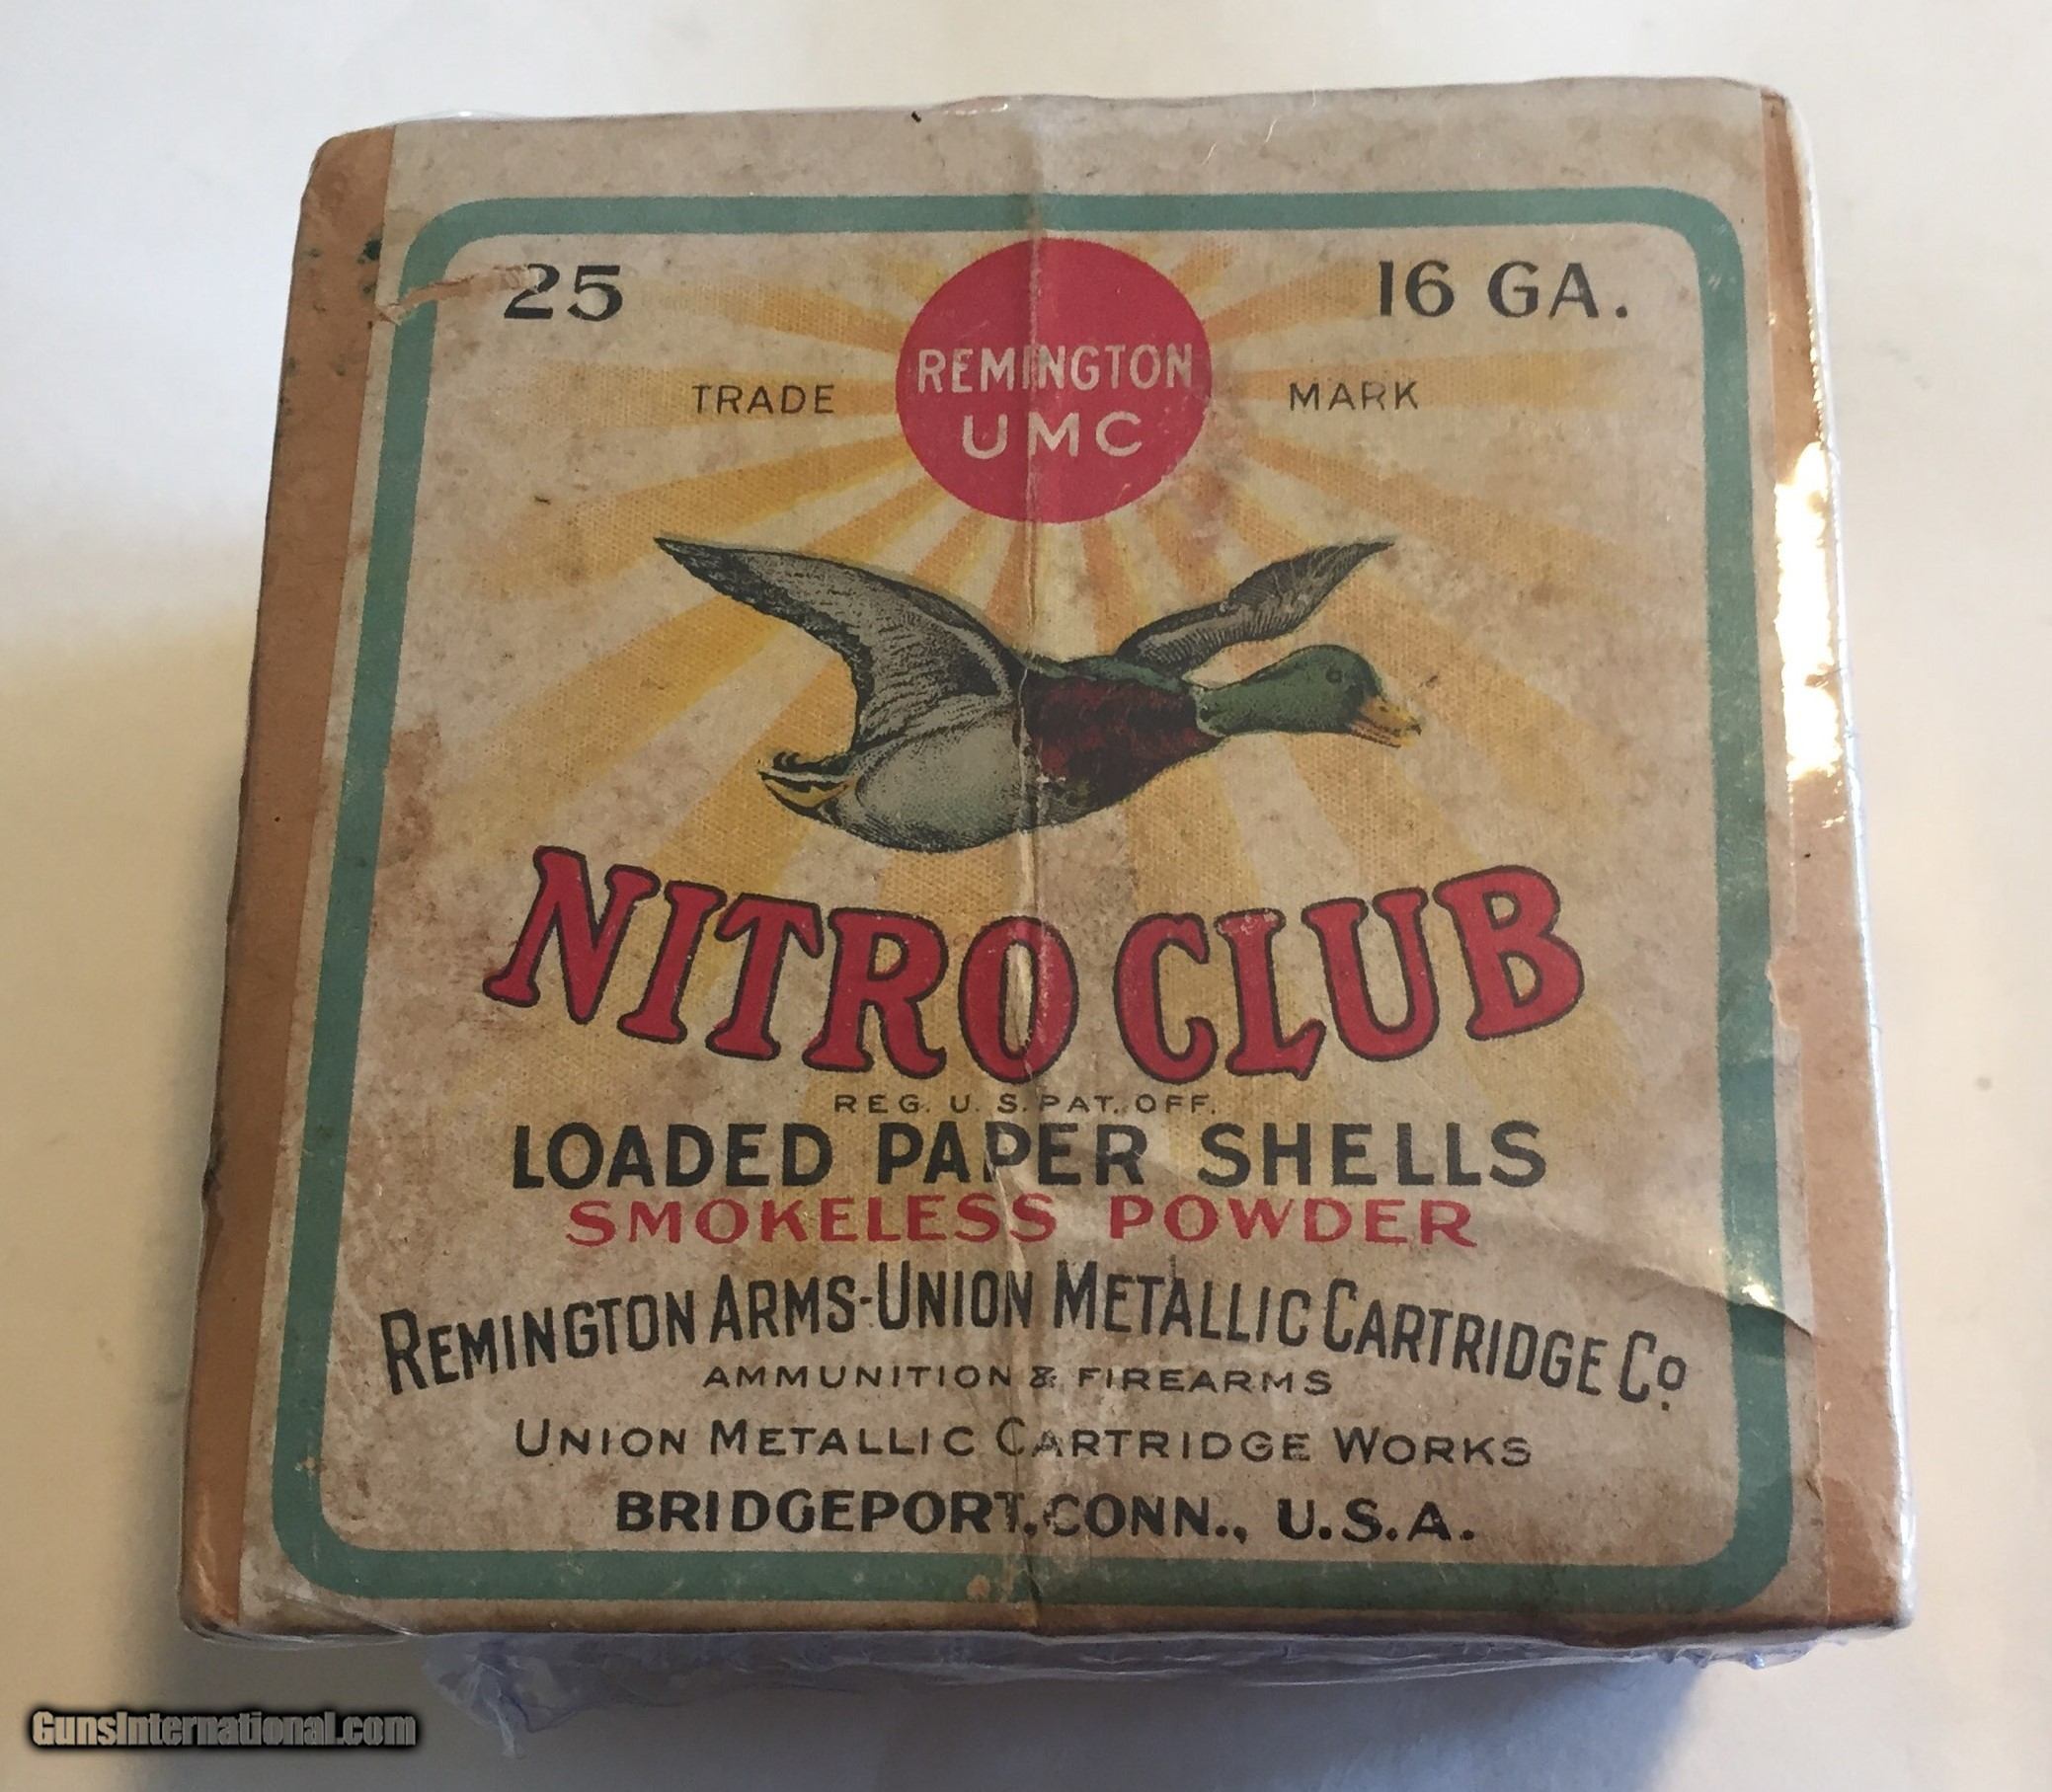 25 16 GA.
TRADE REMINGTON MARK
UMC
NITRO CLUB
REG. U. S. PAT. OFF.
LOADED PAPER SHELLS
SMOKELESS POWDER
REMINGTON ARMS-UNION METALLIC CARTRIDGE Co.
AMMUNITION & FIREARMS
UNION METALLIC CARTRIDGE WORKS
BRIDGEPORT, CONN., U.S.A.
GunsInternational.com